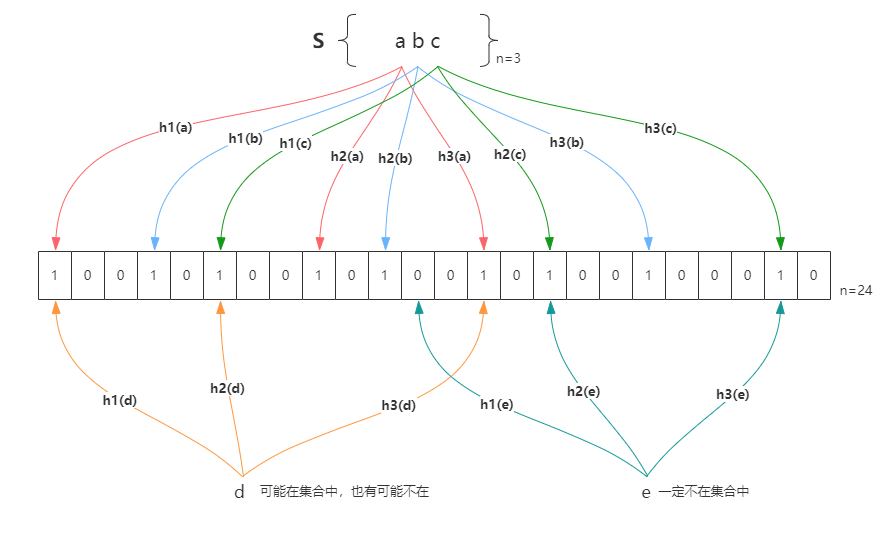 S { a b c }
n=3
h1(a) h1(b) h1(c) h2(a) h2(b) h3(a) h2(c) h3(b) h3(c)
1 0 0 1 0 1 0 0 1 0 1 0 0 1 0 1 0 0 1 0 0 0 1 0
n=24
h1(d) h2(d) h3(d) h1(e) h2(e) h3(e)
d 可能在集合中，也有可能不在 e 一定不在集合中